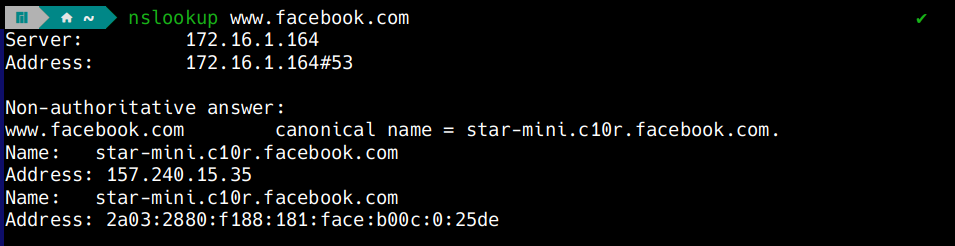 ~ nslookup www.facebook.com ✔
Server:         172.16.1.164
Address:        172.16.1.164#53

Non-authoritative answer:
www.facebook.com        canonical name = star-mini.c10r.facebook.com.
Name:   star-mini.c10r.facebook.com
Address: 157.240.15.35
Name:   star-mini.c10r.facebook.com
Address: 2a03:2880:f188:181:face:b00c:0:25de